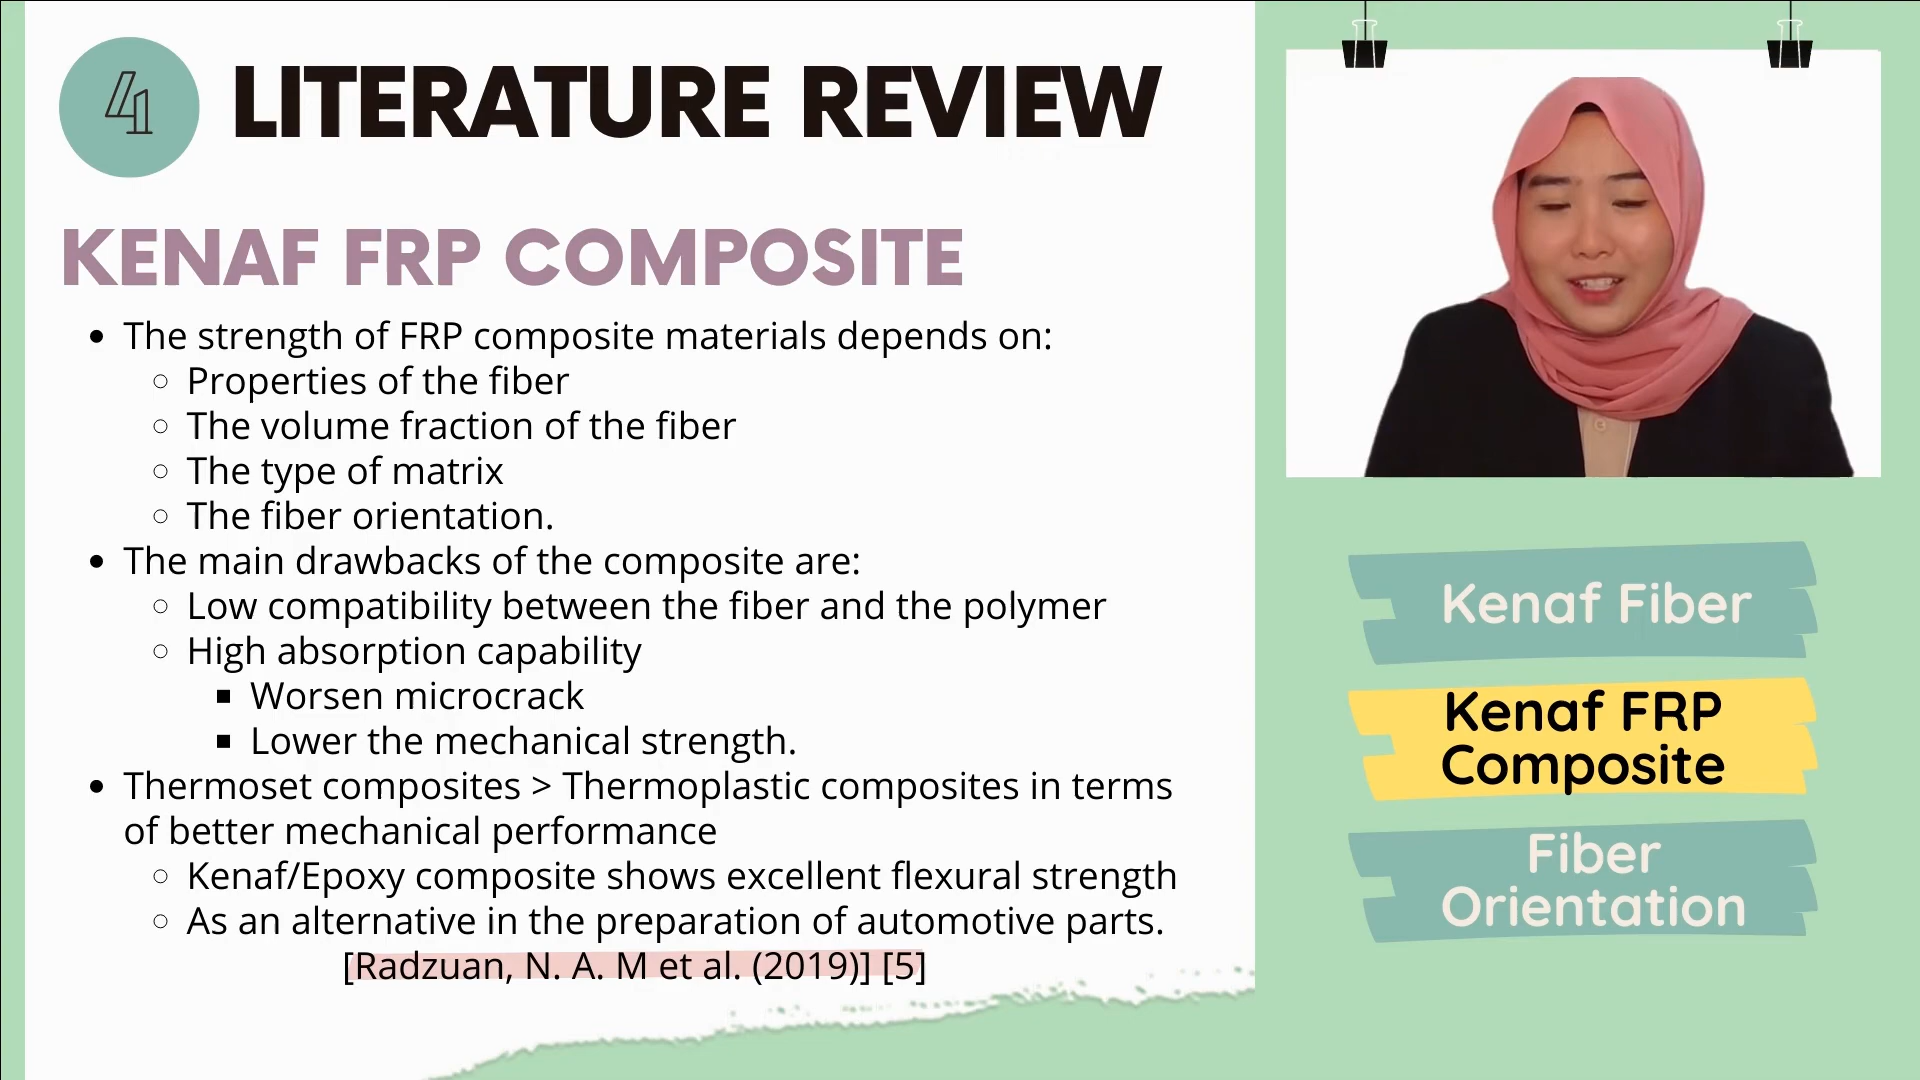 4
LITERATURE REVIEW
KENAF FRP COMPOSITE
• The strength of FRP composite materials depends on:
○ Properties of the fiber
○ The volume fraction of the fiber
○ The type of matrix
○ The fiber orientation.
• The main drawbacks of the composite are:
○ Low compatibility between the fiber and the polymer
○ High absorption capability
■ Worsen microcrack
■ Lower the mechanical strength.
• Thermoset composites > Thermoplastic composites in terms
of better mechanical performance
○ Kenaf/Epoxy composite shows excellent flexural strength
○ As an alternative in the preparation of automotive parts.
[Radzuan, N. A. M et al. (2019)] [5]
Kenaf Fiber
Kenaf FRP
Composite
Fiber
Orientation